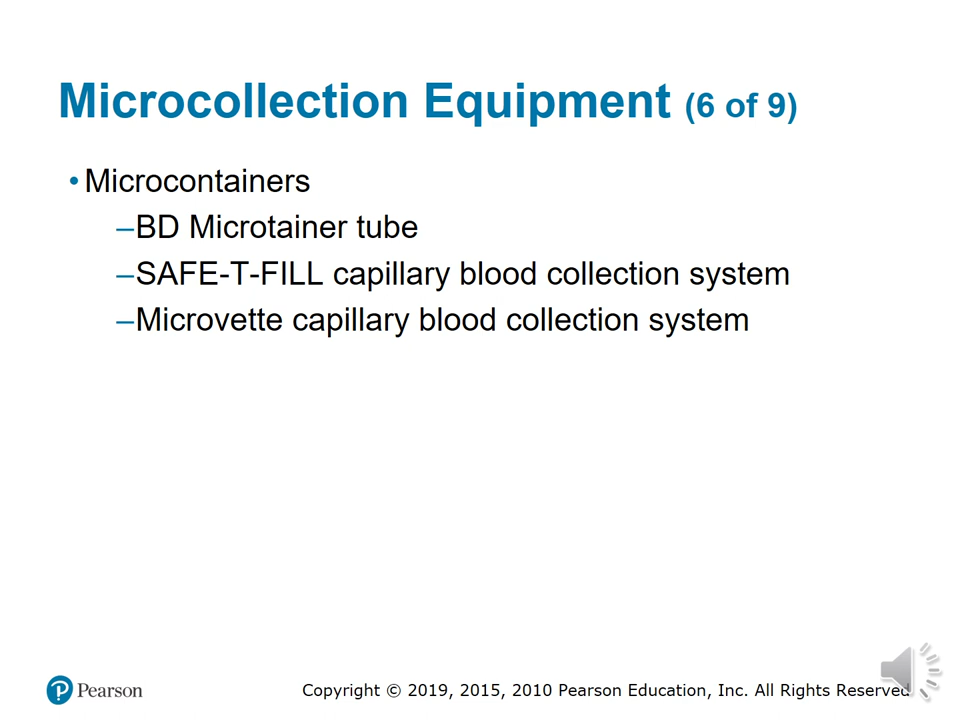 Microcollection Equipment (6 of 9)
• Microcontainers
–BD Microtainer tube
–SAFE-T-FILL capillary blood collection system
–Microvette capillary blood collection system
Pearson
Copyright © 2019, 2015, 2010 Pearson Education, Inc. All Rights Reserved